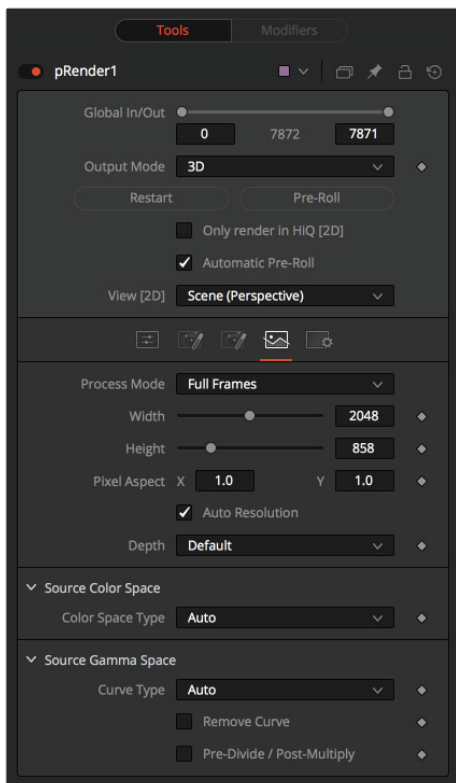 Tools Modifiers
pRender1
Global In/Out
0 7872 7871
Output Mode 3D
Restart Pre-Roll
Only render in HiQ [2D]
Automatic Pre-Roll
View [2D] Scene (Perspective)
Process Mode Full Frames
Width 2048
Height 858
Pixel Aspect X 1.0 Y 1.0
Auto Resolution
Depth Default
Source Color Space
Color Space Type Auto
Source Gamma Space
Curve Type Auto
Remove Curve
Pre-Divide / Post-Multiply